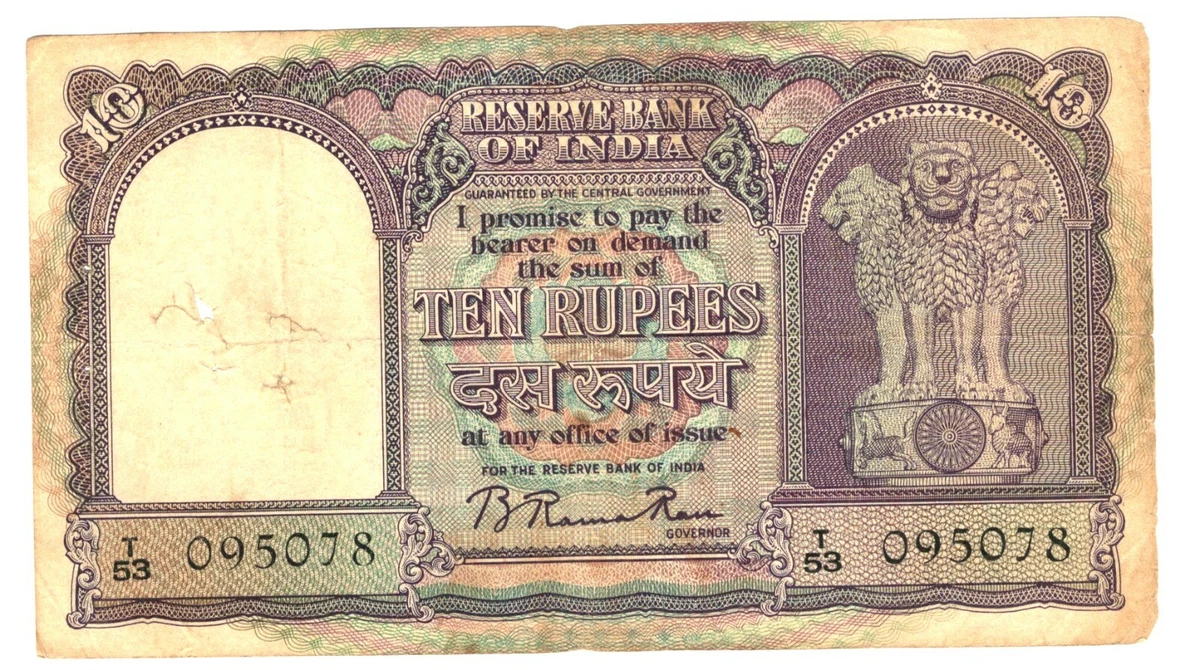 10
10
RESERVE BANK
OF INDIA
GUARANTEED BY THE CENTRAL GOVERNMENT
I promise to pay the
bearer on demand
the sum of
TEN RUPEES
दस रूपये
at any office of issue
FOR THE RESERVE BANK OF INDIA
B Rama Rau
GOVERNOR
T
53 095078
T
53 095078